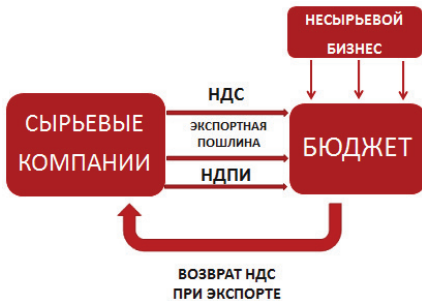 НЕСЫРЬЕВОЙ
БИЗНЕС
НДС
СЫРЬЕВЫЕ
КОМПАНИИ
ЭКСПОРТНАЯ
ПОШЛИНА
БЮДЖЕТ
НДПИ
ВОЗВРАТ НДС
ПРИ ЭКСПОРТЕ